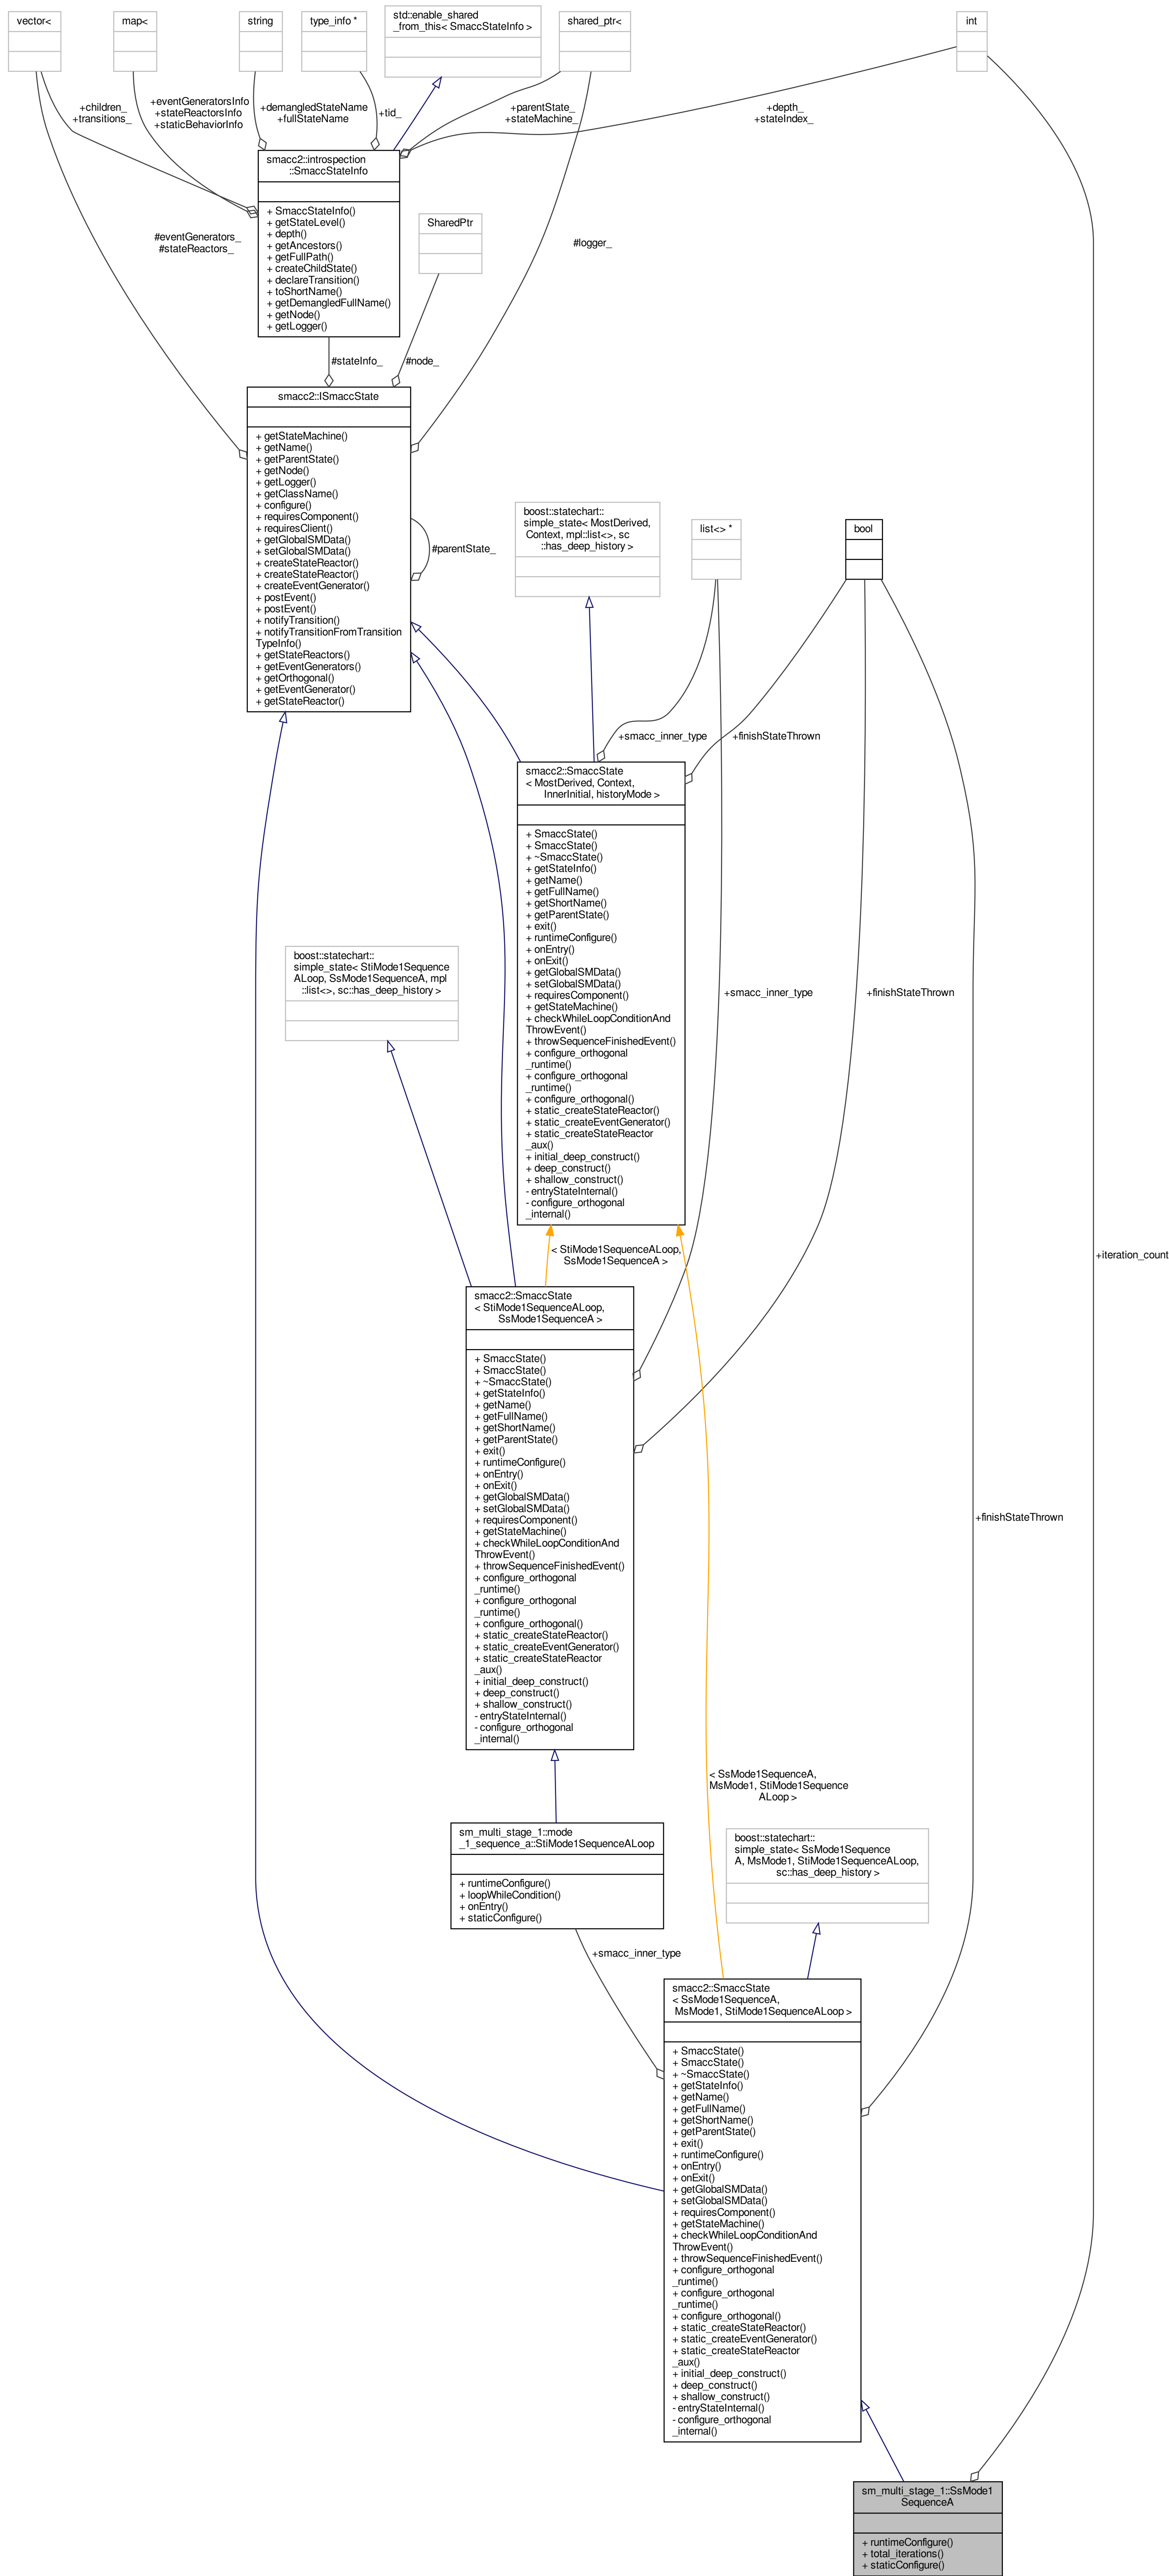 vector<
map<
string
type_info *
std::enable_shared
_from_this< SmaccStateInfo >
shared_ptr<
int
+children_
+transitions_
+eventGeneratorsInfo
+stateReactorsInfo
+staticBehaviorInfo
+demangledStateName
+fullStateName
+tid_
+parentState_
+stateMachine_
+depth_
+stateIndex_
smacc2::introspection
::SmaccStateInfo
+ SmaccStateInfo()
+ getStateLevel()
+ depth()
+ getAncestors()
+ getFullPath()
+ createChildState()
+ declareTransition()
+ toShortName()
+ getDemangledFullName()
+ getNode()
+ getLogger()
SharedPtr
#eventGenerators_
#stateReactors_
#logger_
#stateInfo_
#node_
smacc2::ISmaccState
+ getStateMachine()
+ getName()
+ getParentState()
+ getNode()
+ getLogger()
+ getClassName()
+ configure()
+ requiresComponent()
+ requiresClient()
+ getGlobalSMData()
+ setGlobalSMData()
+ createStateReactor()
+ createStateReactor()
+ createEventGenerator()
+ postEvent()
+ postEvent()
+ notifyTransition()
+ notifyTransitionFromTransition
TypeInfo()
+ getStateReactors()
+ getEventGenerators()
+ getOrthogonal()
+ getEventGenerator()
+ getStateReactor()
#parentState_
boost::statechart::
simple_state< MostDerived,
Context, mpl::list<>, sc
::has_deep_history >
list<> *
bool
+smacc_inner_type
+finishStateThrown
smacc2::SmaccState
< MostDerived, Context,
InnerInitial, historyMode >
+ SmaccState()
+ SmaccState()
+ ~SmaccState()
+ getStateInfo()
+ getName()
+ getFullName()
+ getShortName()
+ getParentState()
+ exit()
+ runtimeConfigure()
+ onEntry()
+ onExit()
+ getGlobalSMData()
+ setGlobalSMData()
+ requiresComponent()
+ getStateMachine()
+ checkWhileLoopConditionAnd
ThrowEvent()
+ throwSequenceFinishedEvent()
+ configure_orthogonal
_runtime()
+ configure_orthogonal
_runtime()
+ configure_orthogonal()
+ static_createStateReactor()
+ static_createEventGenerator()
+ static_createStateReactor
_aux()
+ initial_deep_construct()
+ deep_construct()
+ shallow_construct()
- entryStateInternal()
- configure_orthogonal
_internal()
boost::statechart::
simple_state< StiMode1Sequence
ALoop, SsMode1SequenceA, mpl
::list<>, sc::has_deep_history >
+smacc_inner_type
+finishStateThrown
< StiMode1SequenceALoop,
SsMode1SequenceA >
+iteration_count
smacc2::SmaccState
< StiMode1SequenceALoop,
SsMode1SequenceA >
+ SmaccState()
+ SmaccState()
+ ~SmaccState()
+ getStateInfo()
+ getName()
+ getFullName()
+ getShortName()
+ getParentState()
+ exit()
+ runtimeConfigure()
+ onEntry()
+ onExit()
+ getGlobalSMData()
+ setGlobalSMData()
+ requiresComponent()
+ getStateMachine()
+ checkWhileLoopConditionAnd
ThrowEvent()
+ throwSequenceFinishedEvent()
+ configure_orthogonal
_runtime()
+ configure_orthogonal
_runtime()
+ configure_orthogonal()
+ static_createStateReactor()
+ static_createEventGenerator()
+ static_createStateReactor
_aux()
+ initial_deep_construct()
+ deep_construct()
+ shallow_construct()
- entryStateInternal()
- configure_orthogonal
_internal()
+finishStateThrown
< SsMode1SequenceA,
MsMode1, StiMode1Sequence
ALoop >
sm_multi_stage_1::mode
_1_sequence_a::StiMode1SequenceALoop
+ runtimeConfigure()
+ loopWhileCondition()
+ onEntry()
+ staticConfigure()
boost::statechart::
simple_state< SsMode1Sequence
A, MsMode1, StiMode1SequenceALoop,
sc::has_deep_history >
+smacc_inner_type
smacc2::SmaccState
< SsMode1SequenceA,
MsMode1, StiMode1SequenceALoop >
+ SmaccState()
+ SmaccState()
+ ~SmaccState()
+ getStateInfo()
+ getName()
+ getFullName()
+ getShortName()
+ getParentState()
+ exit()
+ runtimeConfigure()
+ onEntry()
+ onExit()
+ getGlobalSMData()
+ setGlobalSMData()
+ requiresComponent()
+ getStateMachine()
+ checkWhileLoopConditionAnd
ThrowEvent()
+ throwSequenceFinishedEvent()
+ configure_orthogonal
_runtime()
+ configure_orthogonal
_runtime()
+ configure_orthogonal()
+ static_createStateReactor()
+ static_createEventGenerator()
+ static_createStateReactor
_aux()
+ initial_deep_construct()
+ deep_construct()
+ shallow_construct()
- entryStateInternal()
- configure_orthogonal
_internal()
sm_multi_stage_1::SsMode1
SequenceA
+ runtimeConfigure()
+ total_iterations()
+ staticConfigure()